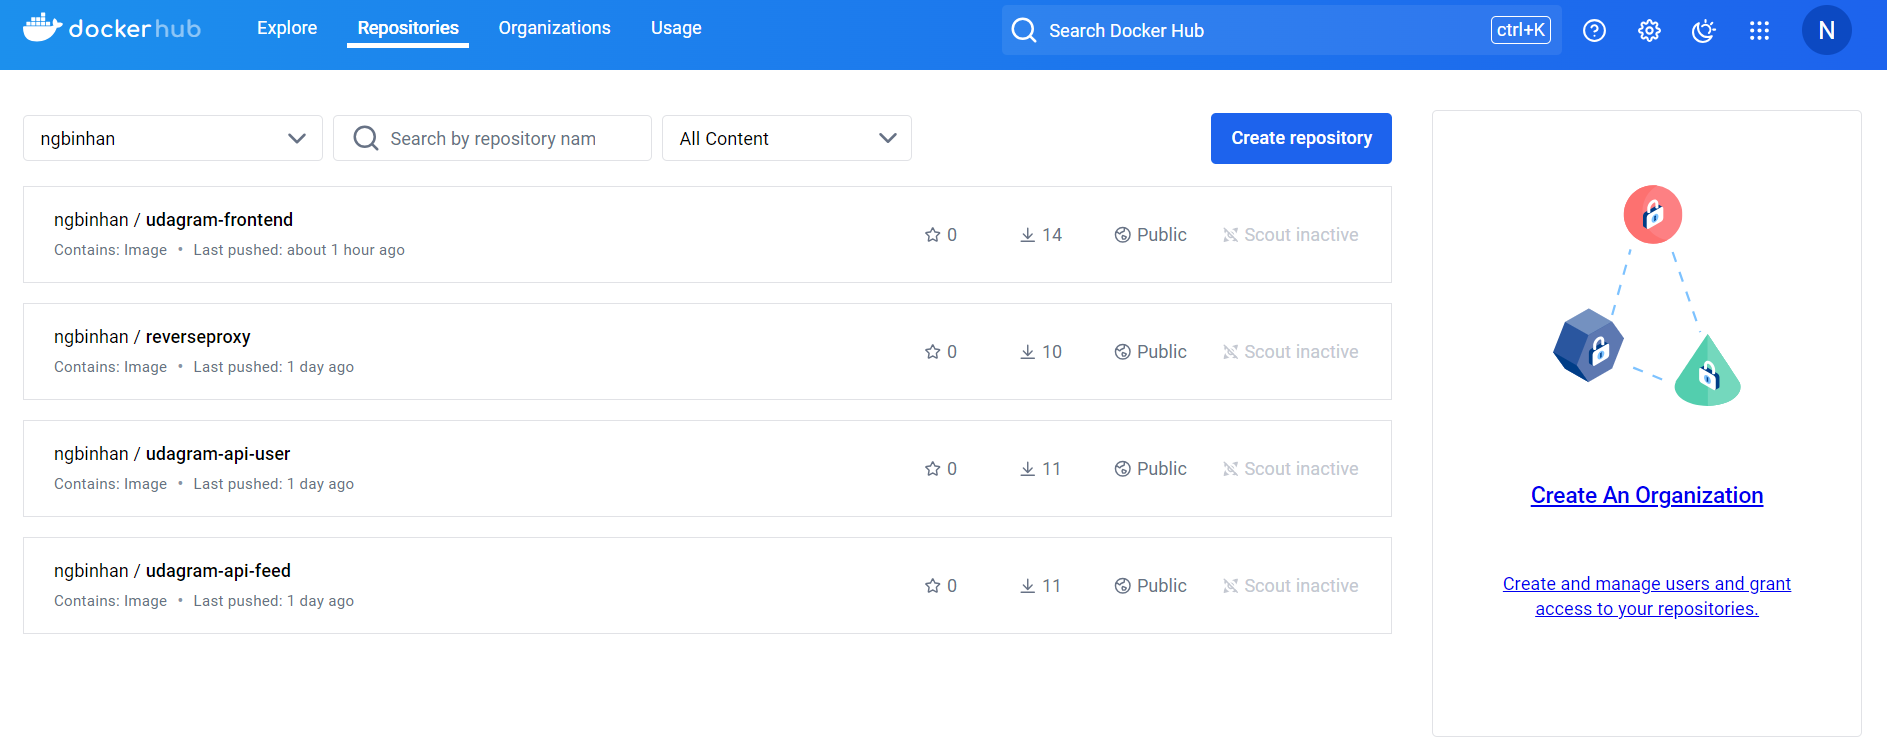 docker hub Explore Repositories Organizations Usage Search Docker Hub ctrl+K N
ngbinhan Search by repository nam All Content Create repository
ngbinhan / udagram-frontend
Contains: Image • Last pushed: about 1 hour ago
0 14 Public Scout inactive
ngbinhan / reverseproxy
Contains: Image • Last pushed: 1 day ago
0 10 Public Scout inactive
ngbinhan / udagram-api-user
Contains: Image • Last pushed: 1 day ago
0 11 Public Scout inactive
ngbinhan / udagram-api-feed
Contains: Image • Last pushed: 1 day ago
0 11 Public Scout inactive
Create An Organization
Create and manage users and grant
access to your repositories.